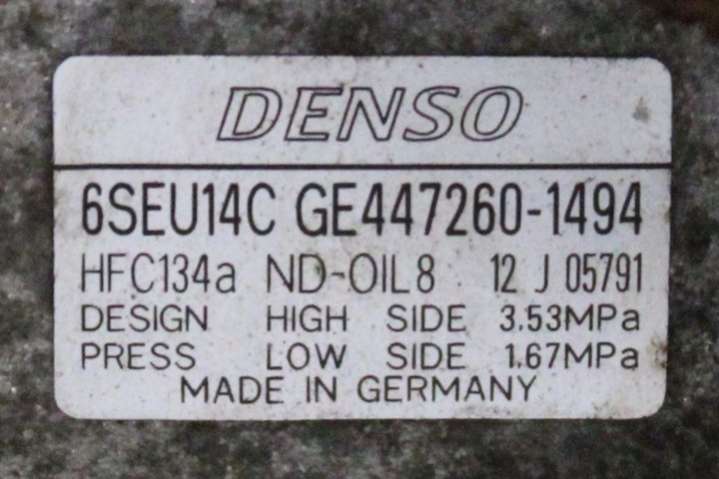 DENSO
6SEU14C GE447260-1494
HFC134a ND-OIL8 12 J 05791
DESIGN HIGH SIDE 3.53MPa
PRESS LOW SIDE 1.67MPa
MADE IN GERMANY